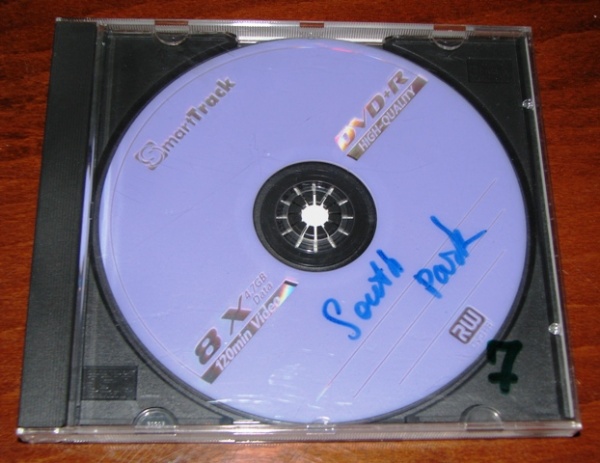 SmartTrack
DVD+R
HIGH-QUALITY
8X
4.7GB
Data
120min Video
South
Park
RW
7